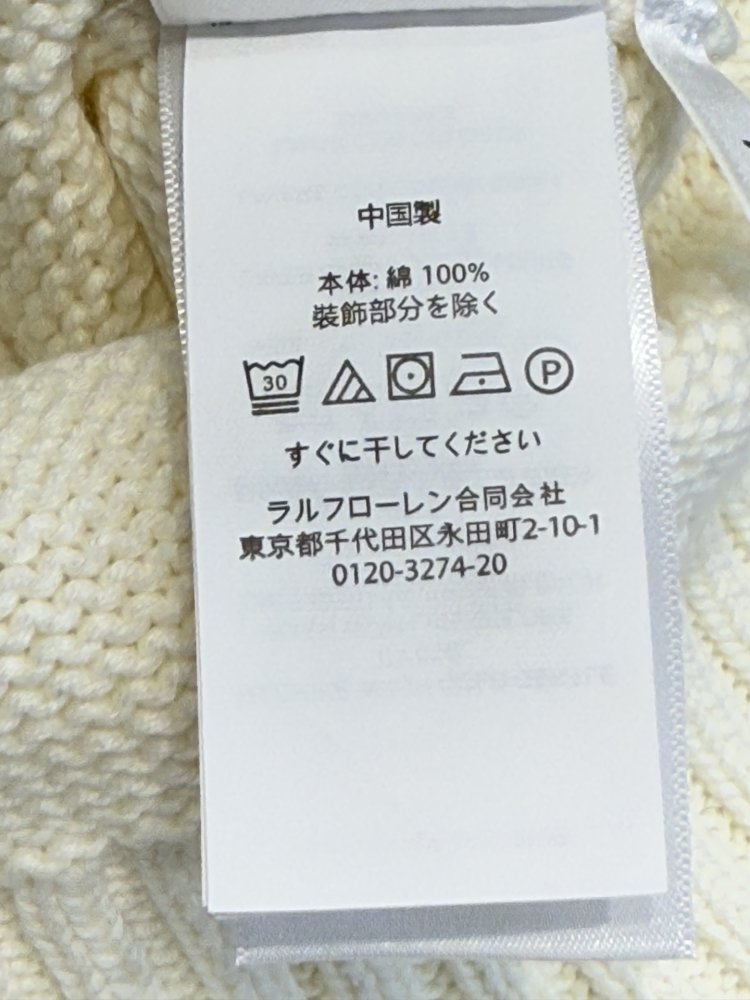 中国製
本体: 綿 100%
装飾部分を除く
30 P
すぐに干してください
ラルフローレン合同会社
東京都千代田区永田町2-10-1
0120-3274-20